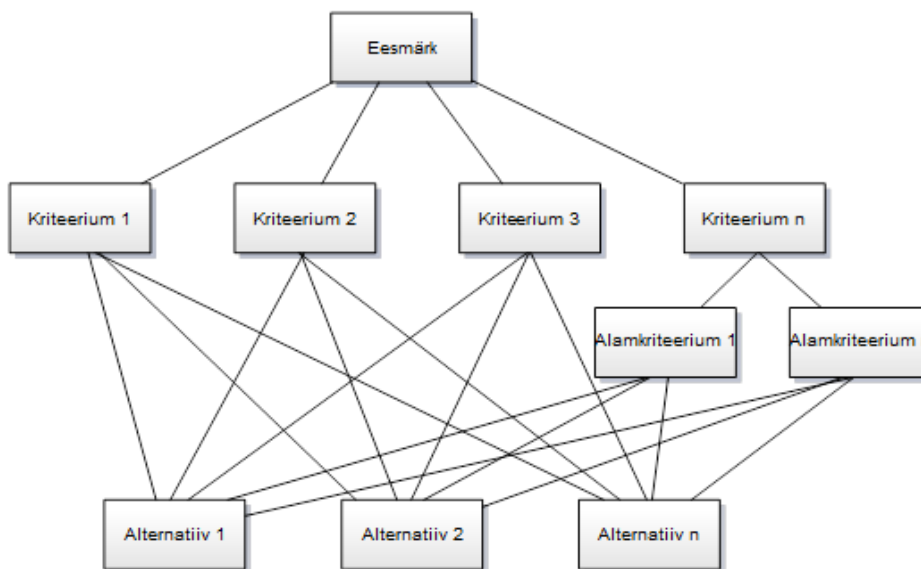 Eesmärk
Kriteerium 1
Kriteerium 2
Kriteerium 3
Kriteerium n
Alamkriteerium 1
Alamkriteerium
Alternatiiv 1
Alternatiiv 2
Alternatiiv n